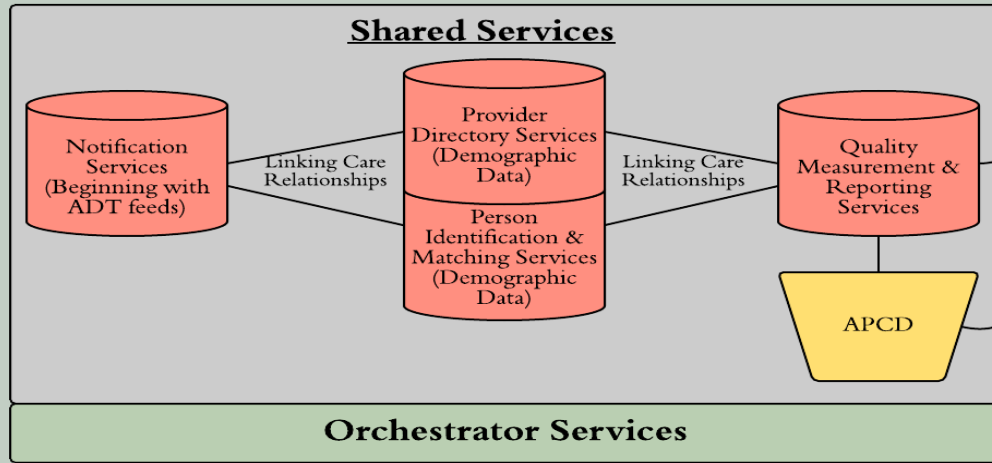 Shared Services
Notification
Services
(Beginning with
ADT feeds)
Linking Care
Relationships
Provider
Directory Services
(Demographic
Data)
Person
Identification &
Matching Services
(Demographic
Data)
Linking Care
Relationships
Quality
Measurement &
Reporting
Services
APCD
Orchestrator Services